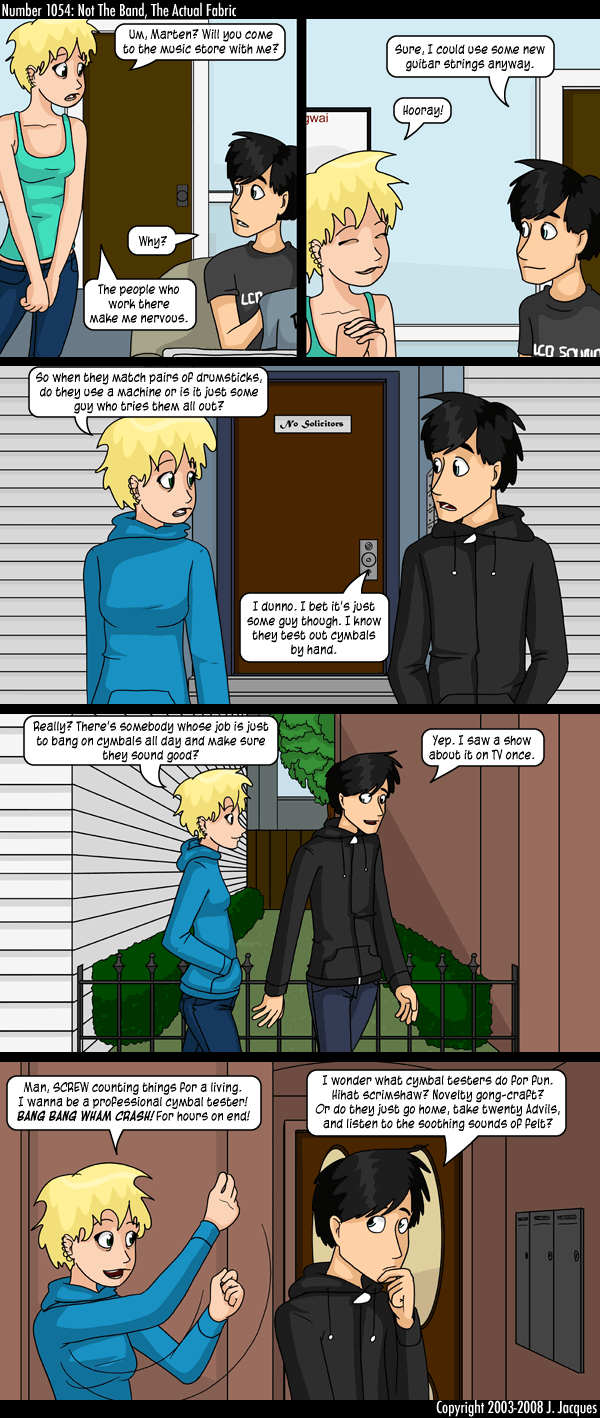 Number 1054: Not The Band, The Actual Fabric
Um, Marten? Will you come
to the music store with me?
Why?
The people who
work there
make me nervous.
LCD
Sure, I could use some new
guitar strings anyway.
Hooray!
gwai
LCD SOUN
So when they match pairs of drumsticks,
do they use a machine or is it just some
guy who tries them all out?
No Solicitors
I dunno. I bet it's just
some guy though. I know
they test out cymbals
by hand.
Really? There's somebody whose job is just
to bang on cymbals all day and make sure
they sound good?
Yep. I saw a show
about it on TV once.
Man, SCREW counting things for a living.
I wanna be a professional cymbal tester!
BANG BANG WHAM CRASH! For hours on end!
I wonder what cymbal testers do for fun.
Hihat scrimshaw? Novelty gong-craft?
Or do they just go home, take twenty Advils,
and listen to the soothing sounds of felt?
Copyright 2003-2008 J. Jacques